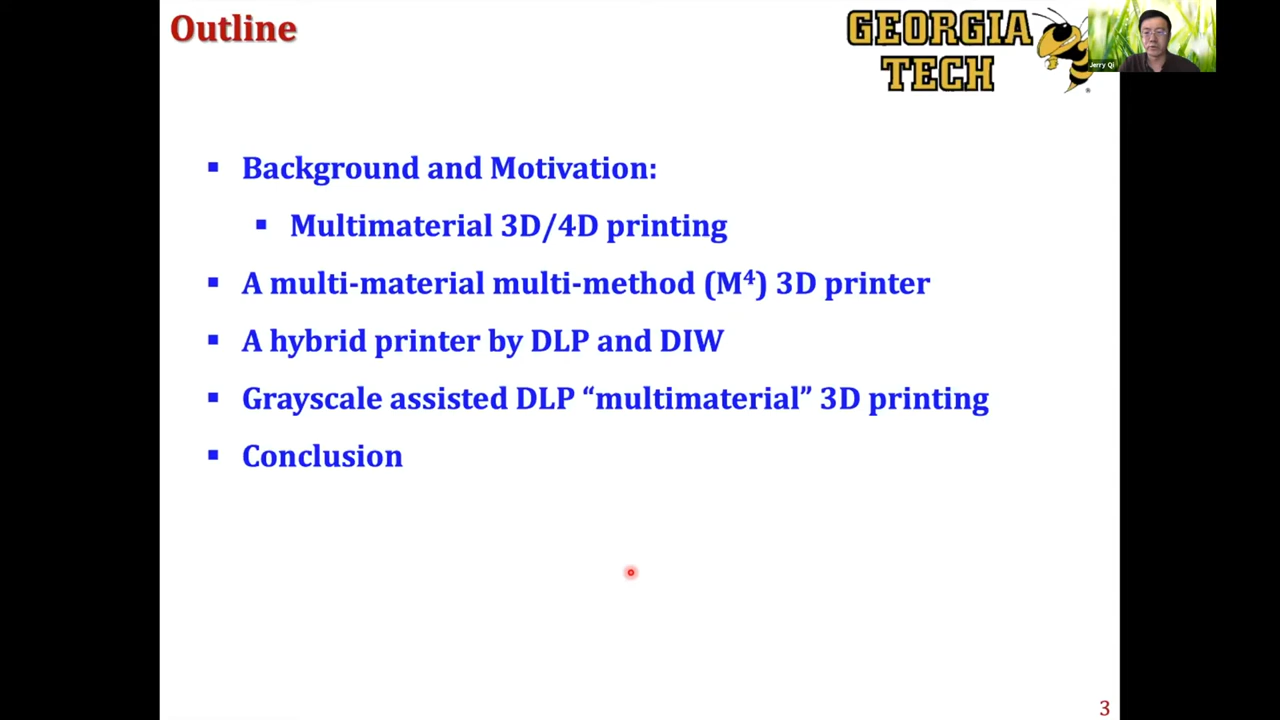 Outline
GEORGIA
TECH
®
Jerry Qi
▪ Background and Motivation:
▪ Multimaterial 3D/4D printing
▪ A multi-material multi-method (M⁴) 3D printer
▪ A hybrid printer by DLP and DIW
▪ Grayscale assisted DLP “multimaterial” 3D printing
▪ Conclusion
3